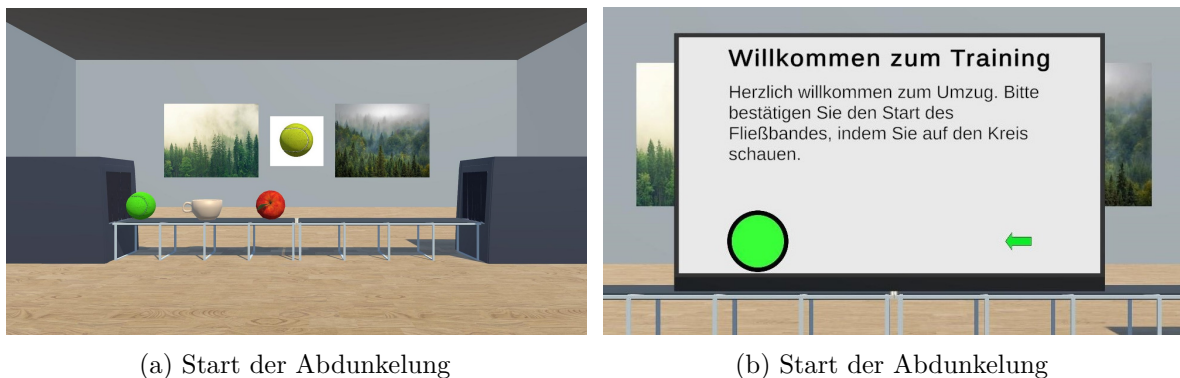 Willkommen zum Training
Herzlich willkommen zum Umzug. Bitte
bestätigen Sie den Start des
Fließbandes, indem Sie auf den Kreis
schauen.
(a) Start der Abdunkelung
(b) Start der Abdunkelung